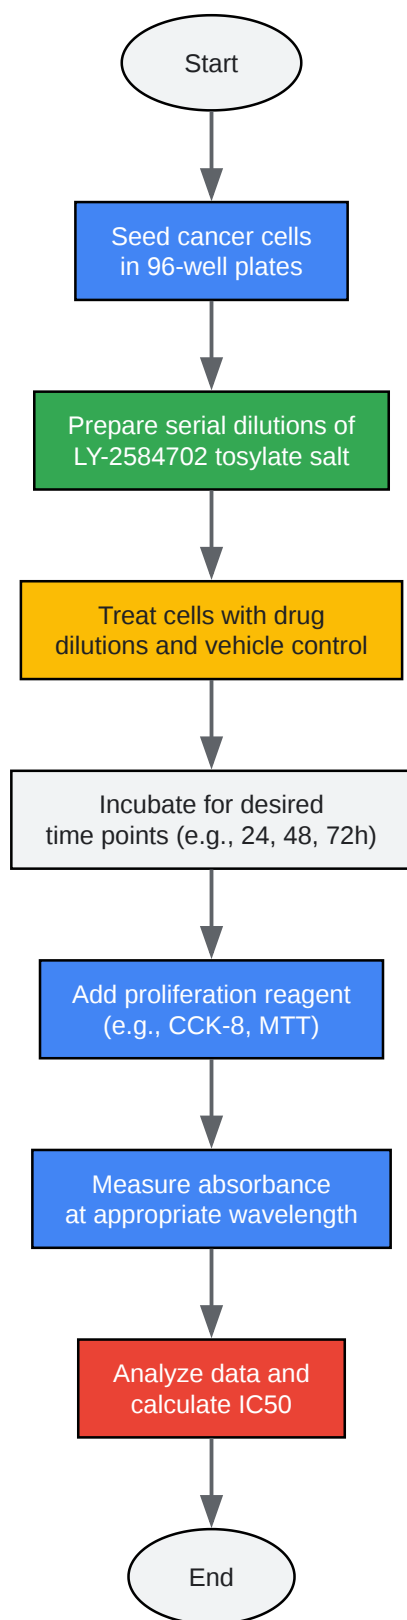 Start
Seed cancer cells
in 96-well plates
Prepare serial dilutions of
LY-2584702 tosylate salt
Treat cells with drug
dilutions and vehicle control
Incubate for desired
time points (e.g., 24, 48, 72h)
Add proliferation reagent
(e.g., CCK-8, MTT)
Measure absorbance
at appropriate wavelength
Analyze data and
calculate IC50
End